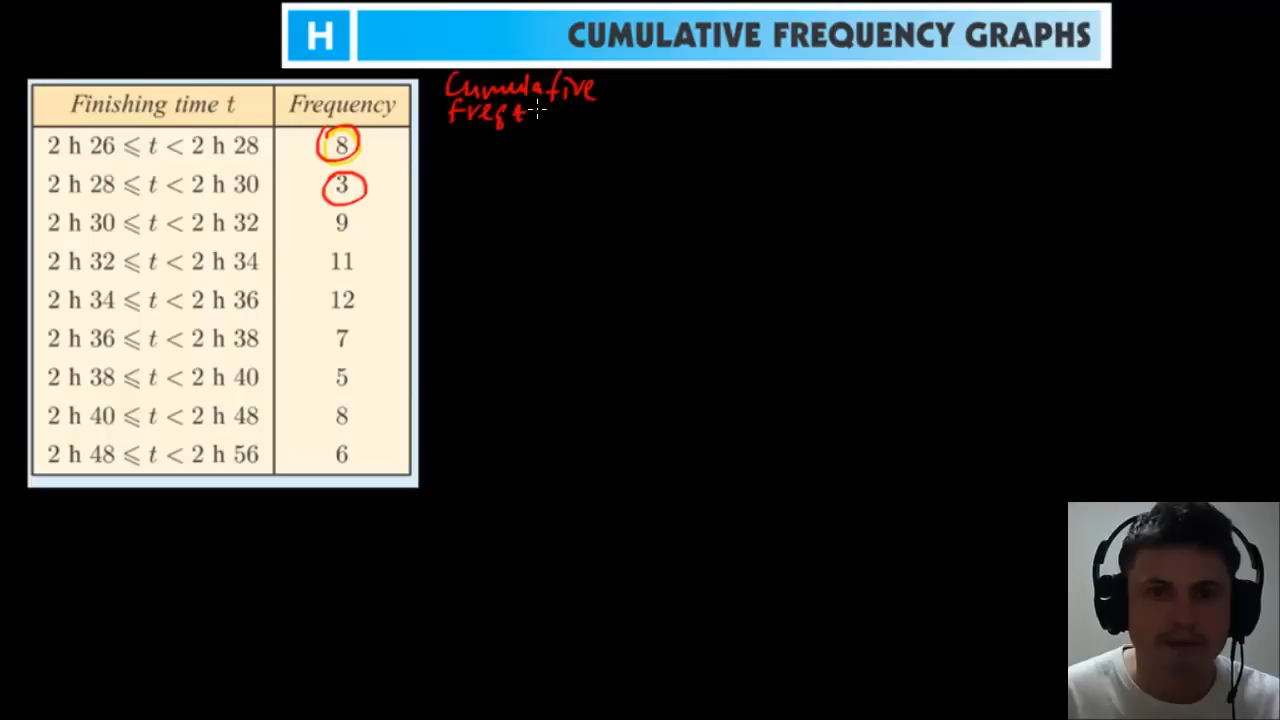 H CUMULATIVE FREQUENCY GRAPHS
Cumulative
freq
Finishing time t Frequency
2 h 26 ⩽ t < 2 h 28 8
2 h 28 ⩽ t < 2 h 30 3
2 h 30 ⩽ t < 2 h 32 9
2 h 32 ⩽ t < 2 h 34 11
2 h 34 ⩽ t < 2 h 36 12
2 h 36 ⩽ t < 2 h 38 7
2 h 38 ⩽ t < 2 h 40 5
2 h 40 ⩽ t < 2 h 48 8
2 h 48 ⩽ t < 2 h 56 6